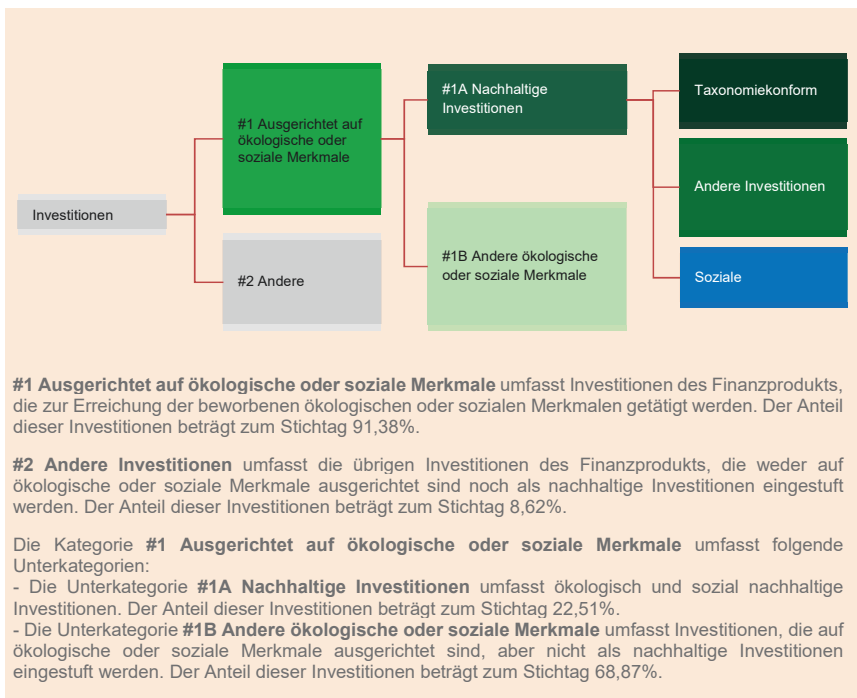 #1A Nachhaltige
Investitionen
Taxonomiekonform
#1 Ausgerichtet auf
ökologische oder
soziale Merkmale
Andere Investitionen
Investitionen
#1B Andere ökologische
oder soziale Merkmale
#2 Andere
Soziale
#1 Ausgerichtet auf ökologische oder soziale Merkmale umfasst Investitionen des Finanzprodukts,
die zur Erreichung der beworbenen ökologischen oder sozialen Merkmalen getätigt werden. Der Anteil
dieser Investitionen beträgt zum Stichtag 91,38%.
#2 Andere Investitionen umfasst die übrigen Investitionen des Finanzprodukts, die weder auf
ökologische oder soziale Merkmale ausgerichtet sind noch als nachhaltige Investitionen eingestuft
werden. Der Anteil dieser Investitionen beträgt zum Stichtag 8,62%.
Die Kategorie #1 Ausgerichtet auf ökologische oder soziale Merkmale umfasst folgende
Unterkategorien:
- Die Unterkategorie #1A Nachhaltige Investitionen umfasst ökologisch und sozial nachhaltige
Investitionen. Der Anteil dieser Investitionen beträgt zum Stichtag 22,51%.
- Die Unterkategorie #1B Andere ökologische oder soziale Merkmale umfasst Investitionen, die auf
ökologische oder soziale Merkmale ausgerichtet sind, aber nicht als nachhaltige Investitionen
eingestuft werden. Der Anteil dieser Investitionen beträgt zum Stichtag 68,87%.